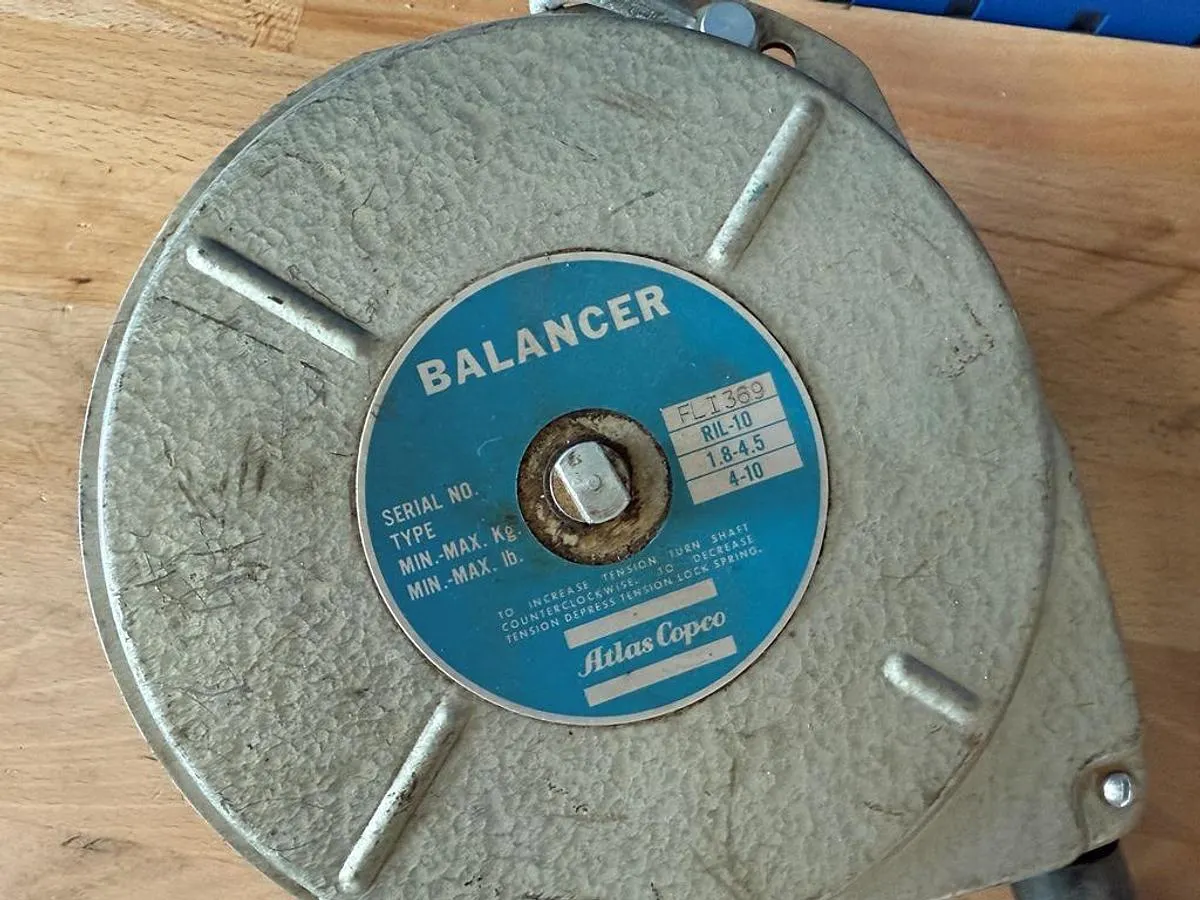 BALANCER
FLI369
RIL-10
1.8-4.5
4-10
SERIAL NO.
TYPE
MIN.-MAX. Kg.
MIN.-MAX. lb.
TO INCREASE TENSION, TURN SHAFT
COUNTERCLOCKWISE. TO DECREASE
TENSION DEPRESS TENSION LOCK SPRING.
Atlas Copco